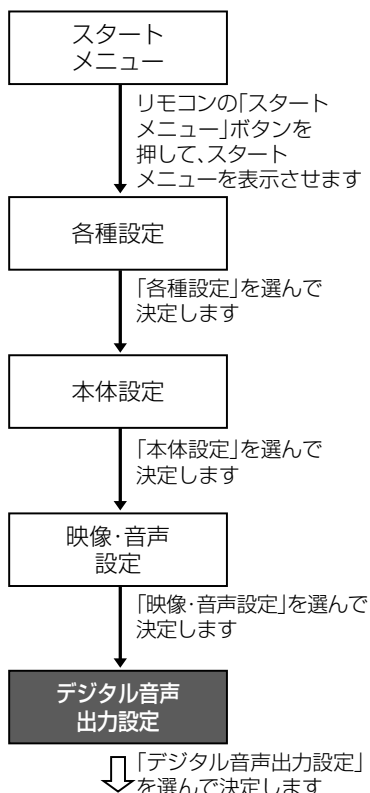 スタート
メニュー
リモコンの「スタート
メニュー」ボタンを
押して、スタート
メニューを表示させます
各種設定
「各種設定」を選んで
決定します
本体設定
「本体設定」を選んで
決定します
映像・音声
設定
「映像・音声設定」を選んで
決定します
デジタル音声
出力設定
「デジタル音声出力設定」
を選んで決定します